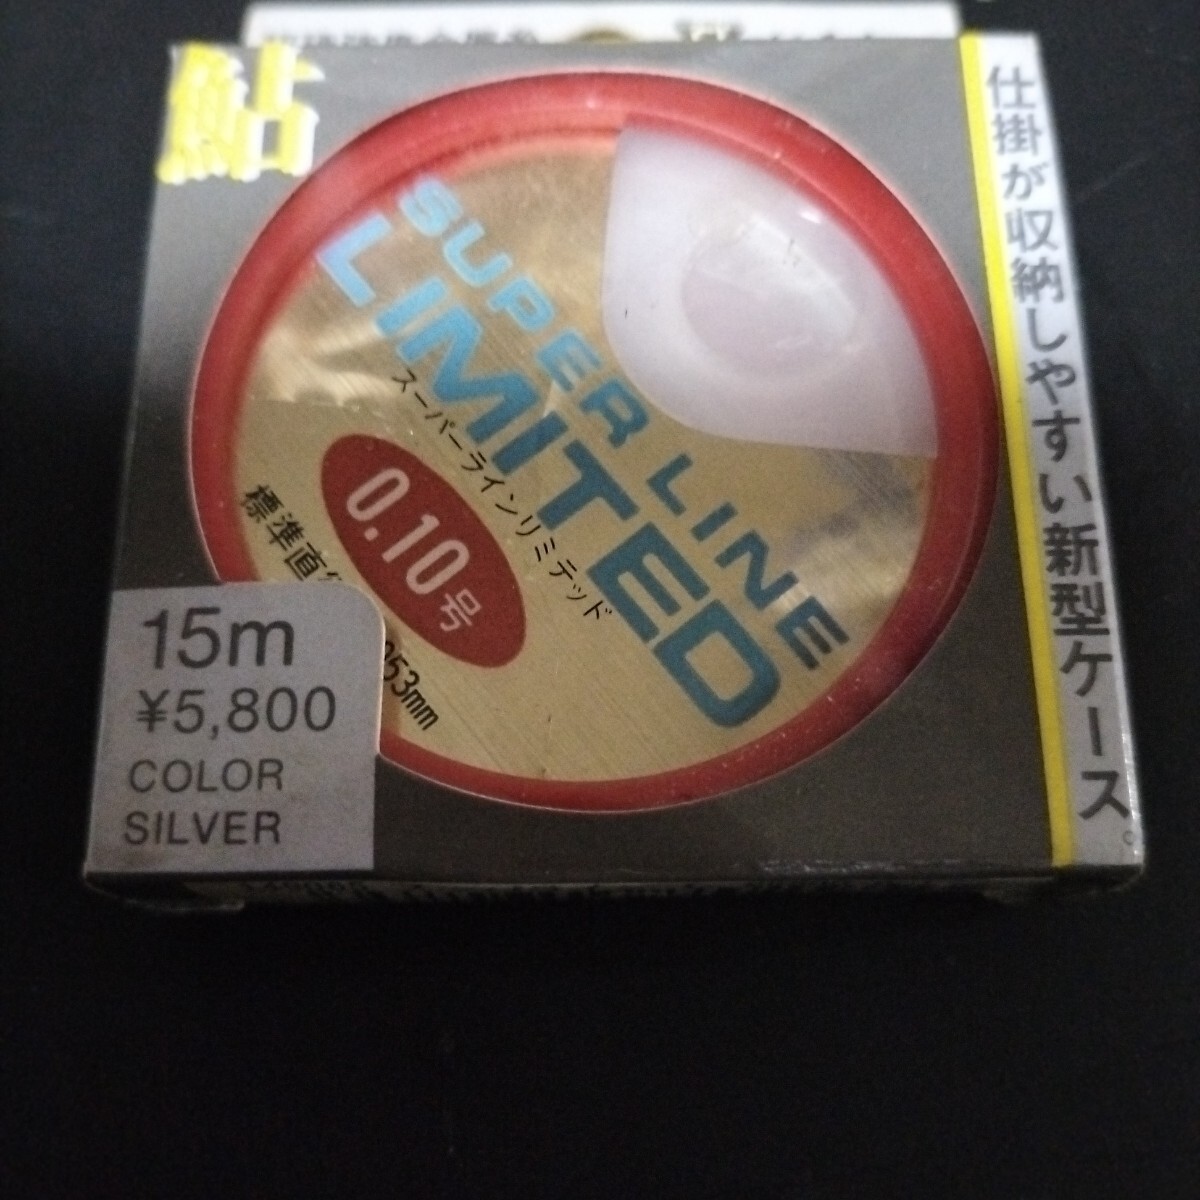 鮎
SUPER LINE
LIMITED
スーパーラインリミテッド
0.10号
標準直
053mm
15m
¥5,800
COLOR
SILVER
仕掛が収納しやすい新型ケース。